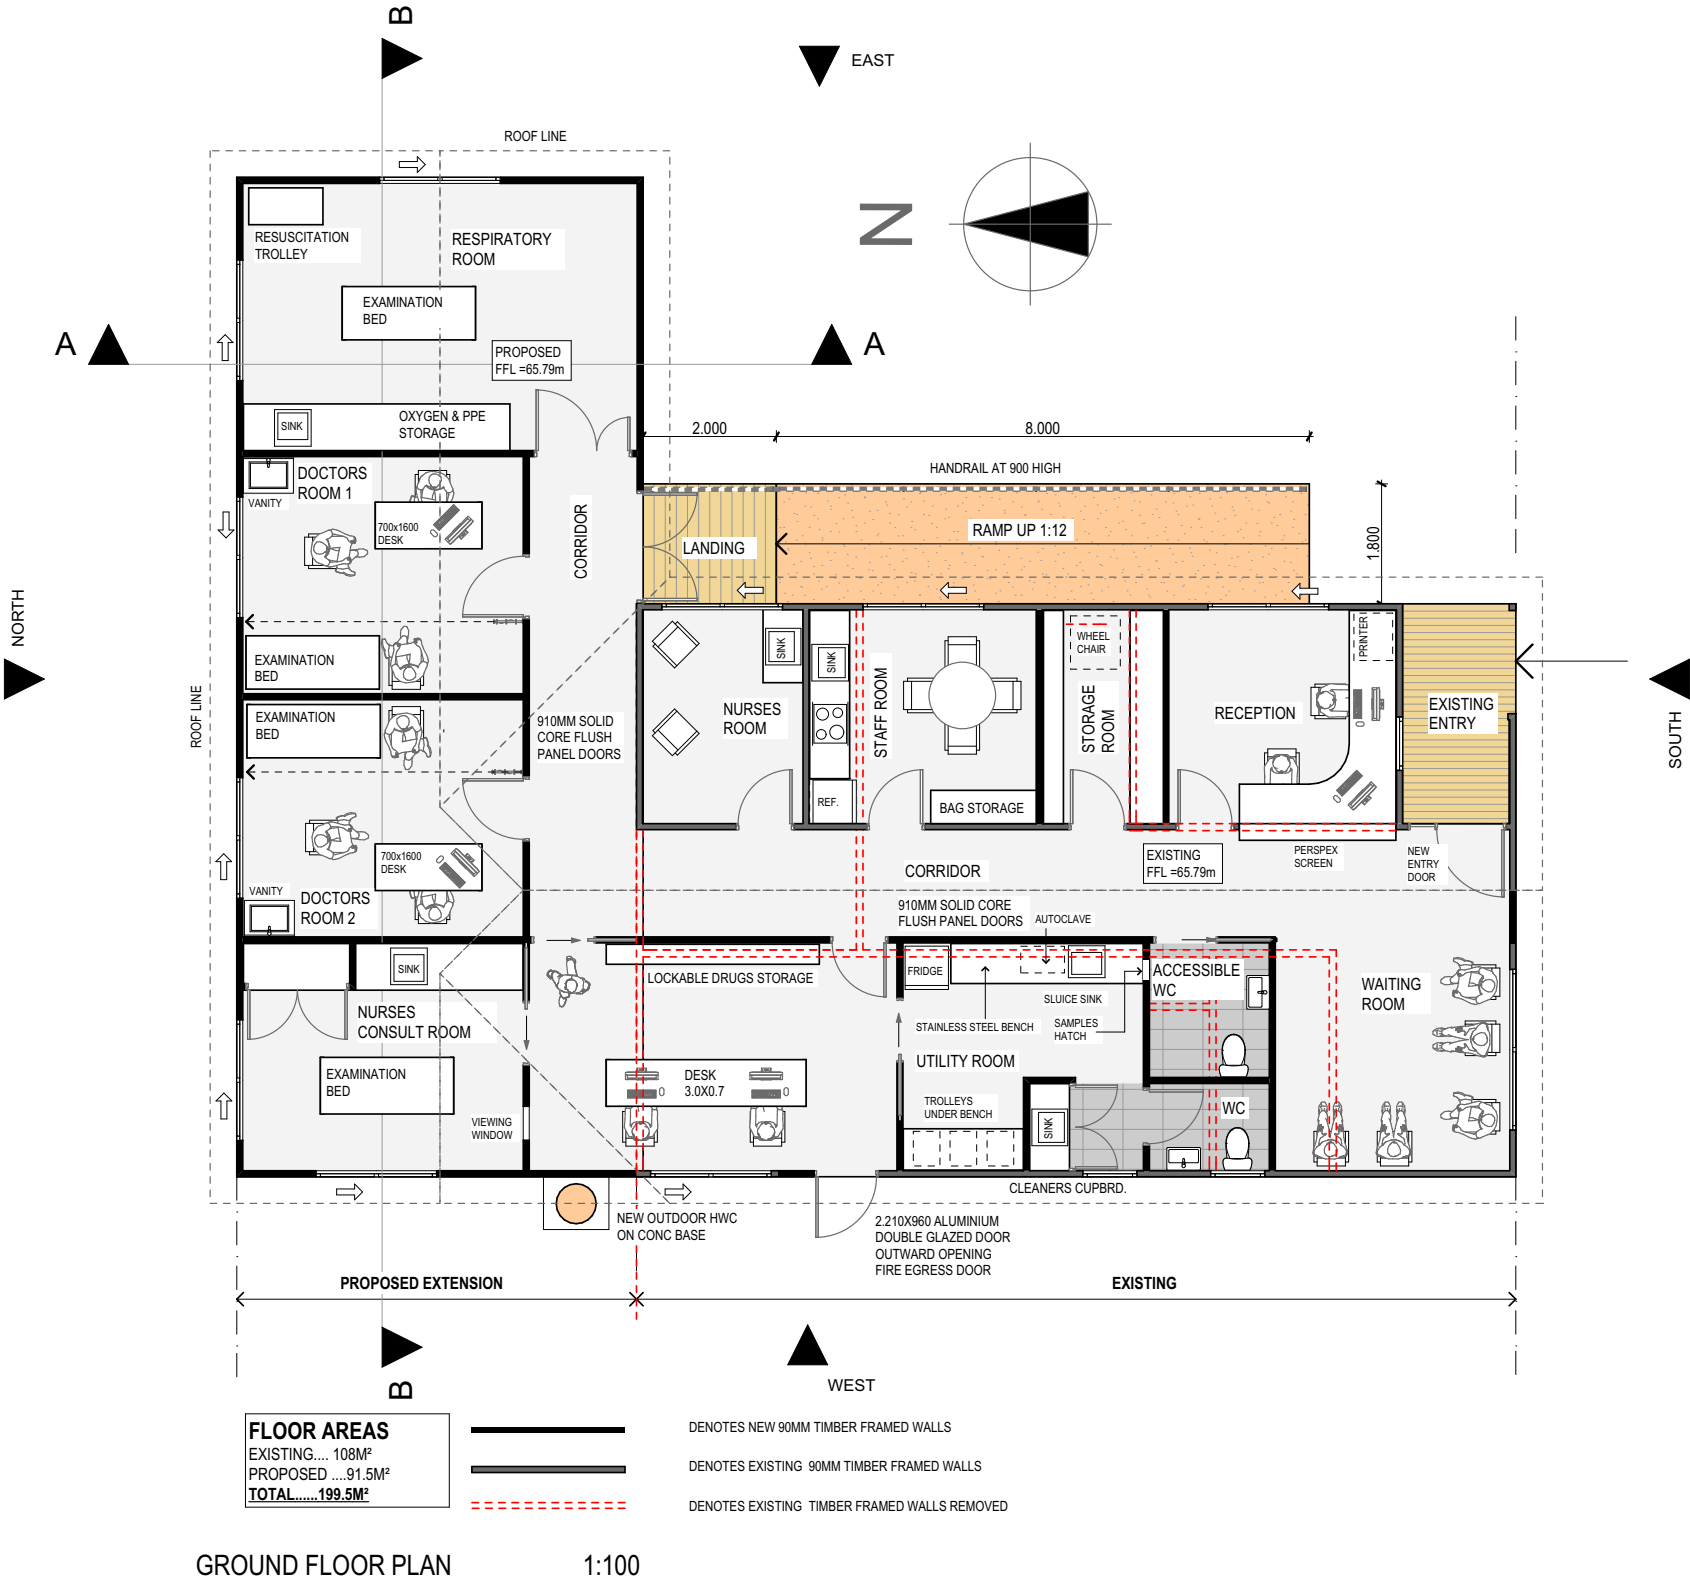 B
EAST
ROOF LINE
N
RESUSCITATION
TROLLEY
RESPIRATORY
ROOM
EXAMINATION
BED
A
A
PROPOSED
FFL =65.79m
SINK
OXYGEN & PPE
STORAGE
2.000
8.000
HANDRAIL AT 900 HIGH
DOCTORS
ROOM 1
VANITY
700x1600
DESK
CORRIDOR
LANDING
RAMP UP 1:12
1.800
NORTH
EXAMINATION
BED
ROOF LINE
EXAMINATION
BED
910MM SOLID
CORE FLUSH
PANEL DOORS
NURSES
ROOM
SINK
SINK
STAFF ROOM
REF.
BAG STORAGE
WHEEL
CHAIR
STORAGE
ROOM
RECEPTION
PRINTER
EXISTING
ENTRY
SOUTH
700x1600
DESK
VANITY
DOCTORS
ROOM 2
CORRIDOR
EXISTING
FFL =65.79m
PERSPEX
SCREEN
NEW
ENTRY
DOOR
910MM SOLID CORE
FLUSH PANEL DOORS
AUTOCLAVE
SINK
LOCKABLE DRUGS STORAGE
FRIDGE
ACCESSIBLE
WC
WAITING
ROOM
SLUICE SINK
STAINLESS STEEL BENCH
SAMPLES
HATCH
NURSES
CONSULT ROOM
EXAMINATION
BED
DESK
3.0X0.7
UTILITY ROOM
TROLLEYS
UNDER BENCH
VIEWING
WINDOW
SINK
WC
CLEANERS CUPBRD.
NEW OUTDOOR HWC
ON CONC BASE
2.210X960 ALUMINIUM
DOUBLE GLAZED DOOR
OUTWARD OPENING
FIRE EGRESS DOOR
PROPOSED EXTENSION
EXISTING
B
WEST
FLOOR AREAS
EXISTING.... 108M²
PROPOSED ....91.5M²
TOTAL......199.5M²
DENOTES NEW 90MM TIMBER FRAMED WALLS
DENOTES EXISTING 90MM TIMBER FRAMED WALLS
DENOTES EXISTING TIMBER FRAMED WALLS REMOVED
GROUND FLOOR PLAN 1:100